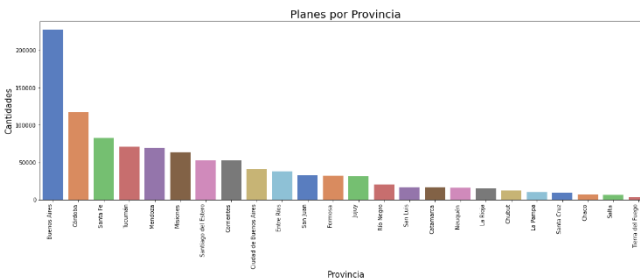 Planes por Provincia
Cantidades
200000
150000
100000
50000
0
Buenos Aires
Córdoba
Santa Fe
Tucumán
Mendoza
Misiones
Santiago del Estero
Corrientes
Ciudad de Buenos Aires
Entre Ríos
San Juan
Formosa
Jujuy
Río Negro
San Luis
Catamarca
Neuquén
La Rioja
Chubut
La Pampa
Santa Cruz
Chaco
Salta
Tierra del Fuego
Provincia